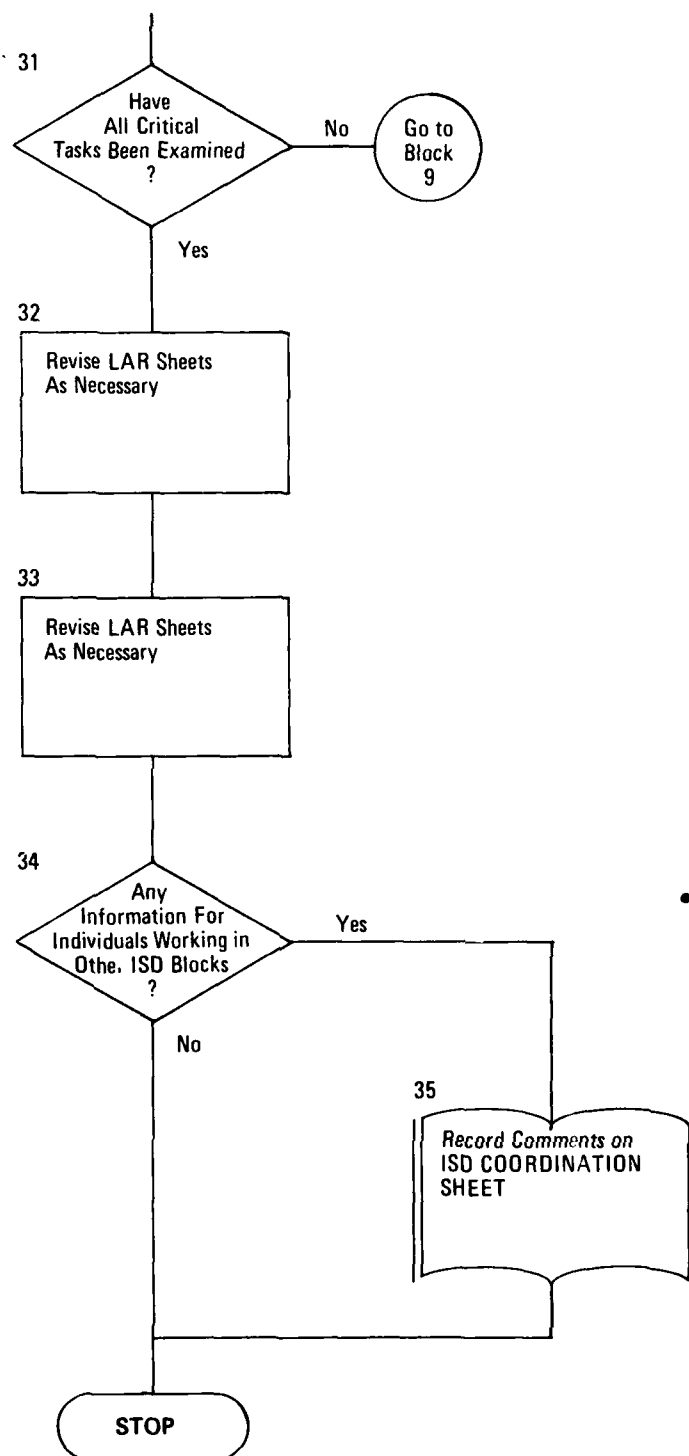 31
Have
All Critical
Tasks Been Examined
?
No
Go to
Block
9
Yes
32
Revise LAR Sheets
As Necessary
33
Revise LAR Sheets
As Necessary
34
Any
Information For
Individuals Working in
Othe. ISD Blocks
?
Yes
No
35
Record Comments on
ISD COORDINATION
SHEET
STOP